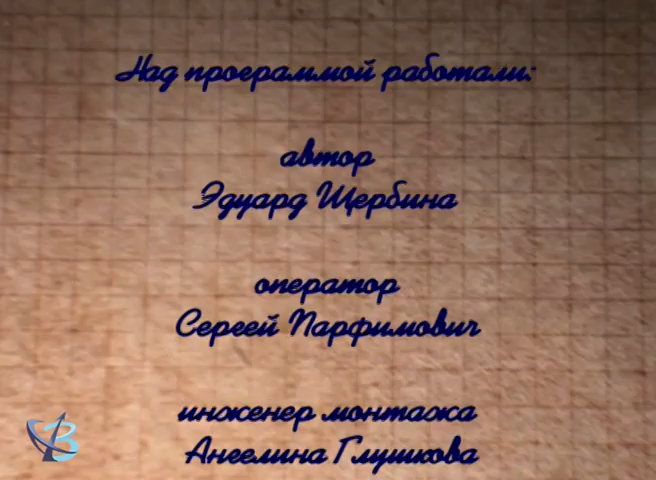 Над программой работали:
автор
Эдуард Щербина
оператор
Сергей Парфимович
инженер монтажа
Ангелина Глушкова
В